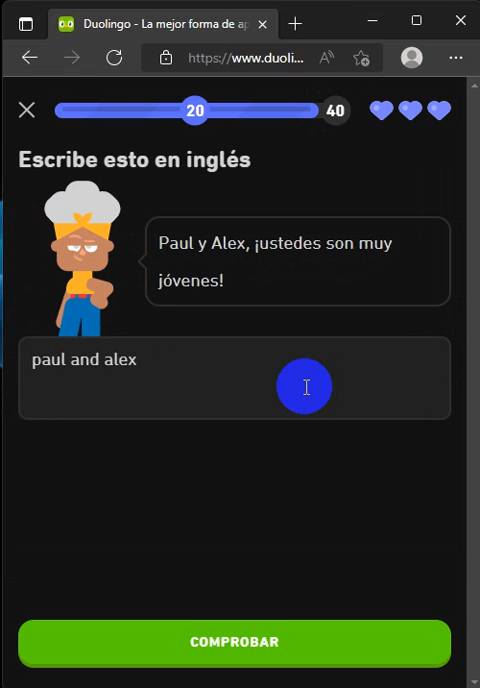 Duolingo - La mejor forma de ap
https://www.duoli...
20
40
Escribe esto en inglés
Paul y Alex, ¡ustedes son muy
jóvenes!
paul and alex
COMPROBAR